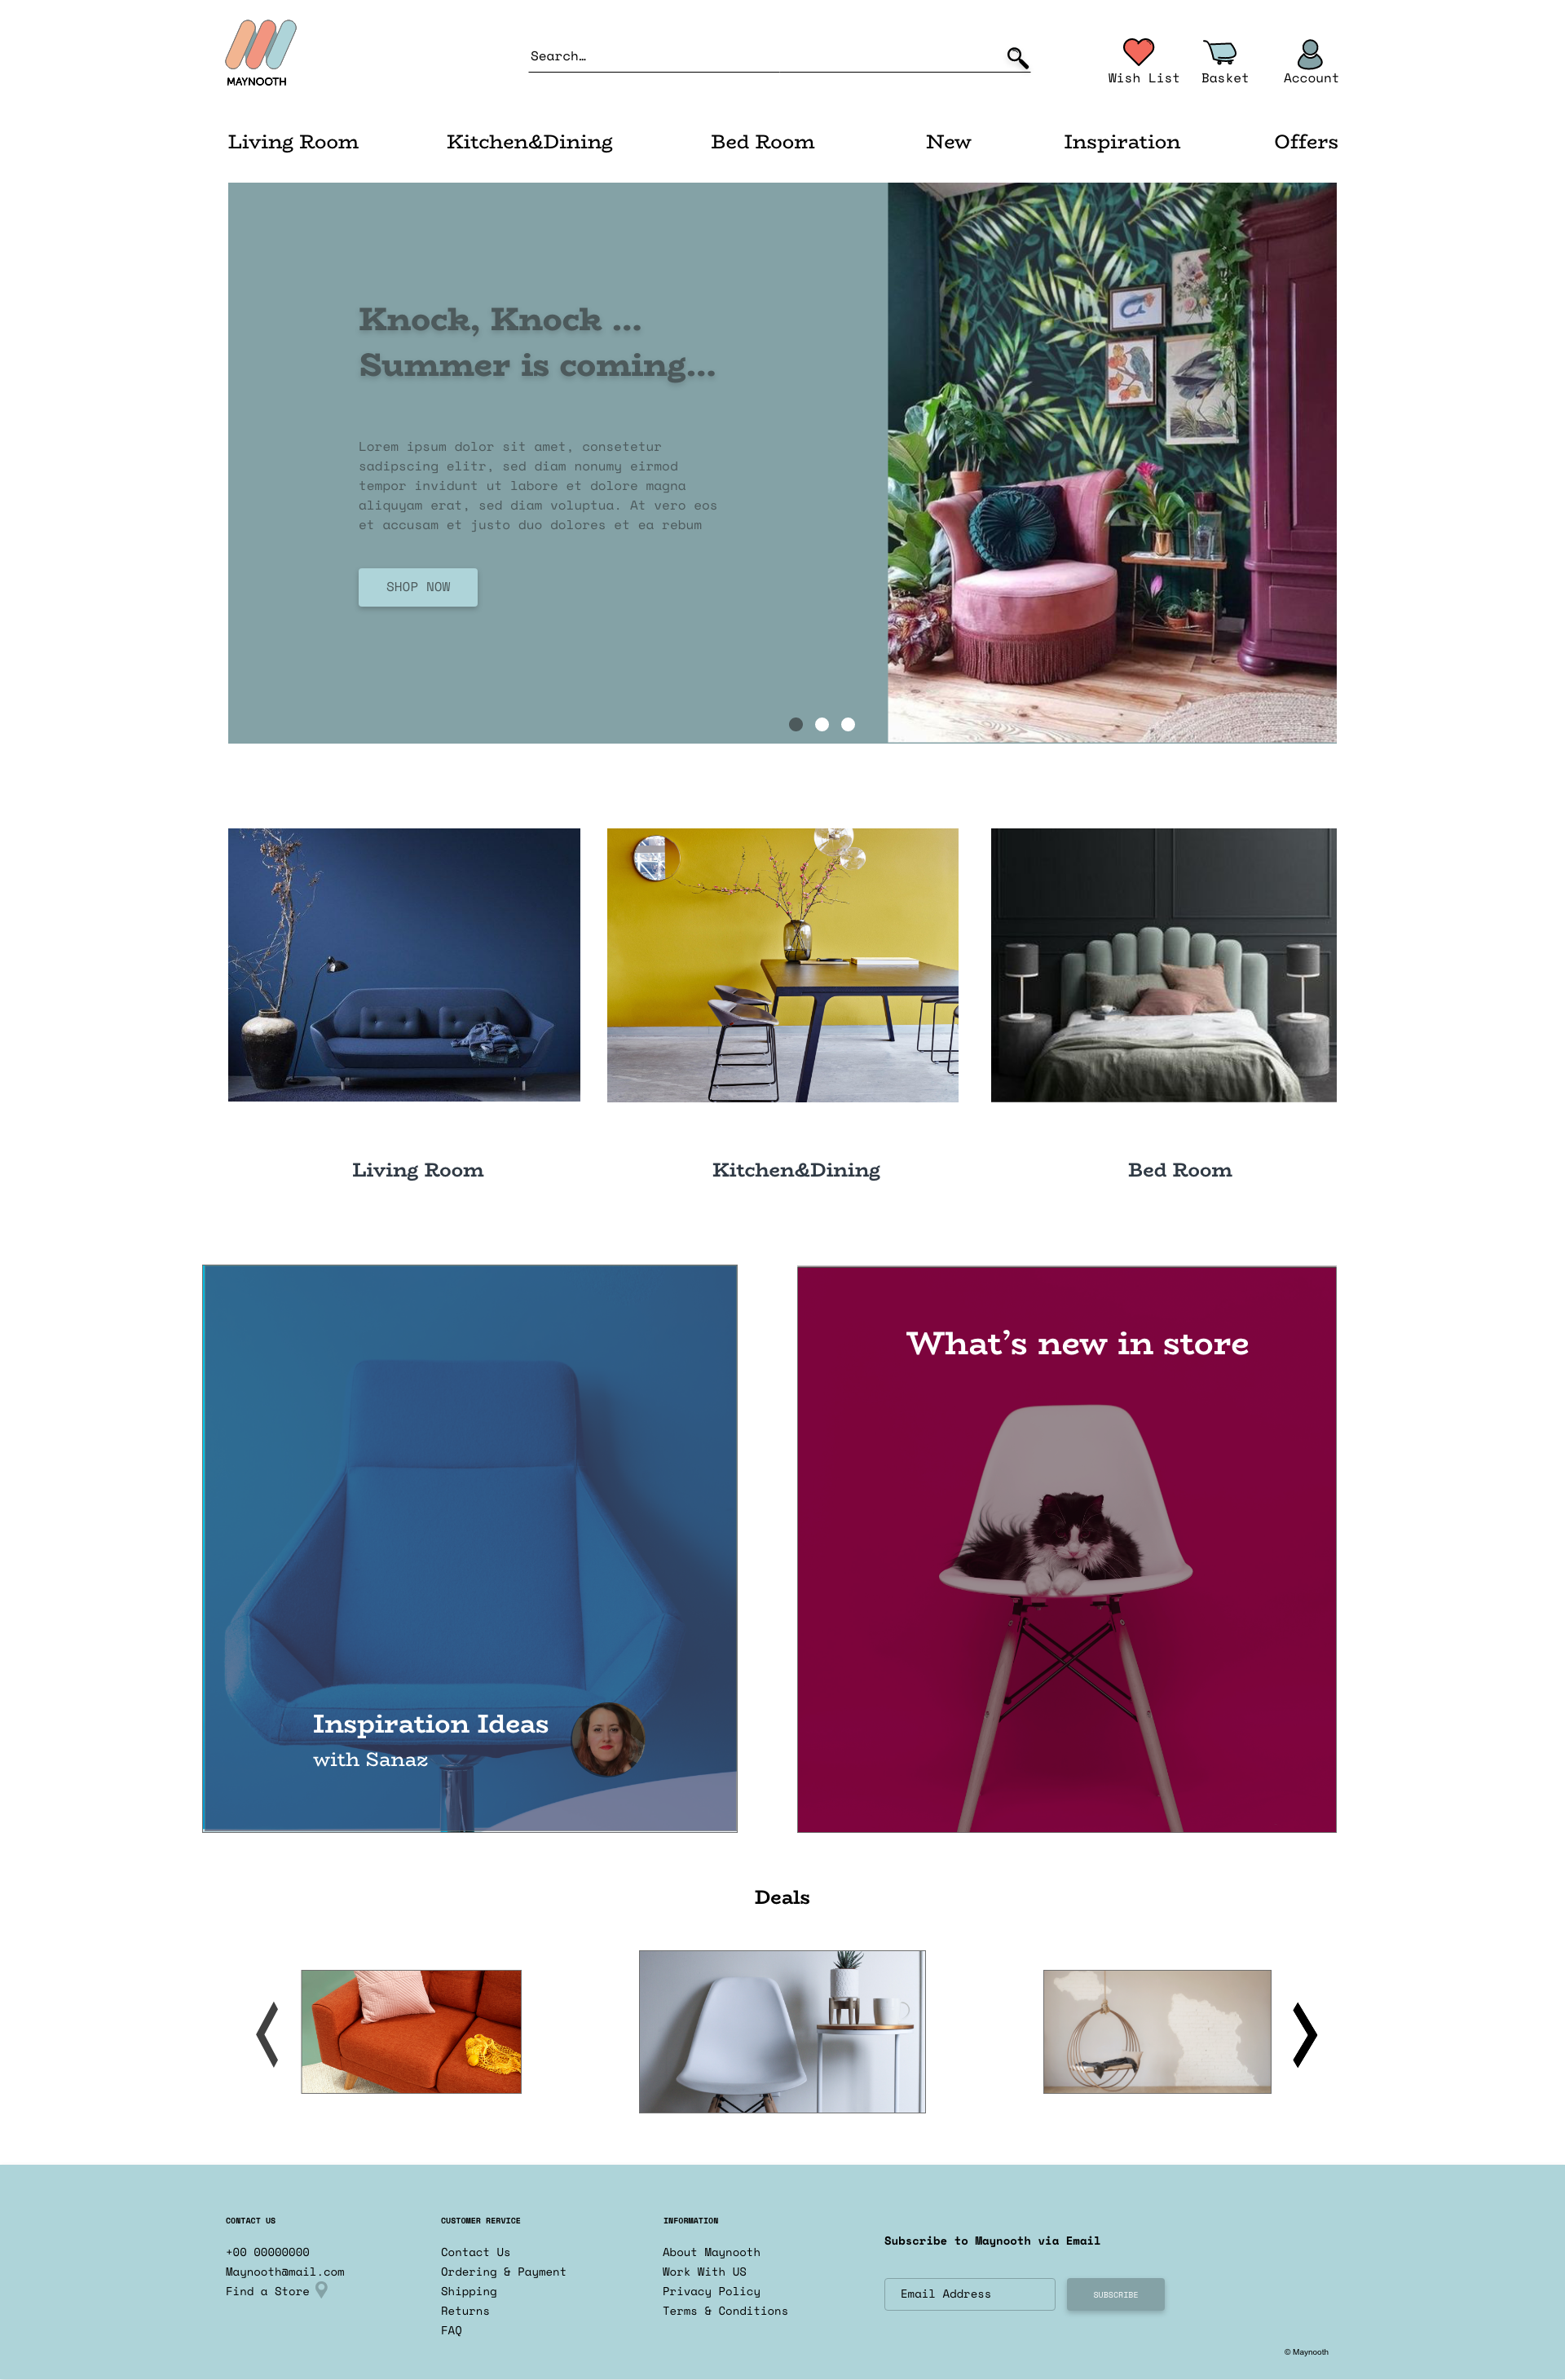 MAYNOOTH
Search…
Wish List
Basket
Account
Living Room
Kitchen&Dining
Bed Room
New
Inspiration
Offers
Knock, Knock ...
Summer is coming...
Lorem ipsum dolor sit amet, consetetur
sadipscing elitr, sed diam nonumy eirmod
tempor invidunt ut labore et dolore magna
aliquyam erat, sed diam voluptua. At vero eos
et accusam et justo duo dolores et ea rebum
SHOP NOW
Living Room
Kitchen&Dining
Bed Room
What's new in store
Inspiration Ideas
with Sanaz
Deals
CONTACT US
+00 00000000
Maynooth@mail.com
Find a Store
CUSTOMER RERVICE
Contact Us
Ordering & Payment
Shipping
Returns
FAQ
INFORMATION
About Maynooth
Work With US
Privacy Policy
Terms & Conditions
Subscribe to Maynooth via Email
Email Address
SUBSCRIBE
© Maynooth